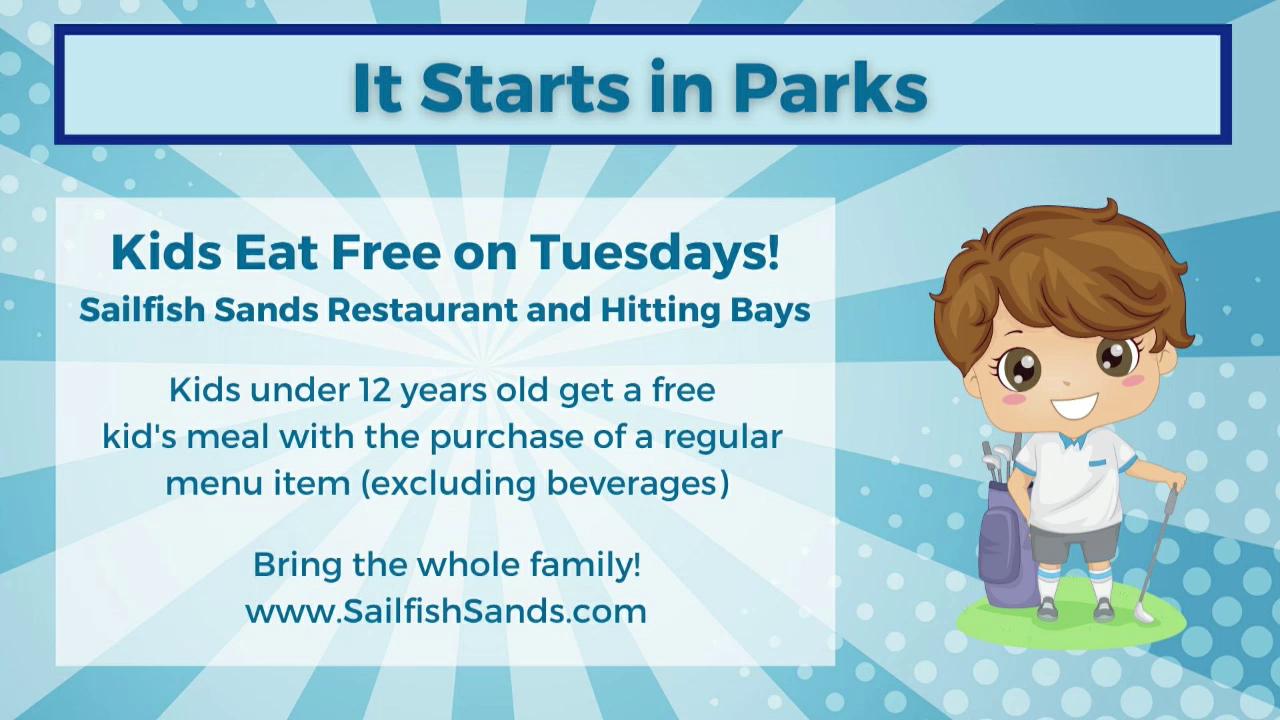 It Starts in Parks
Kids Eat Free on Tuesdays!
Sailfish Sands Restaurant and Hitting Bays
Kids under 12 years old get a free
kid's meal with the purchase of a regular
menu item (excluding beverages)
Bring the whole family!
www.SailfishSands.com